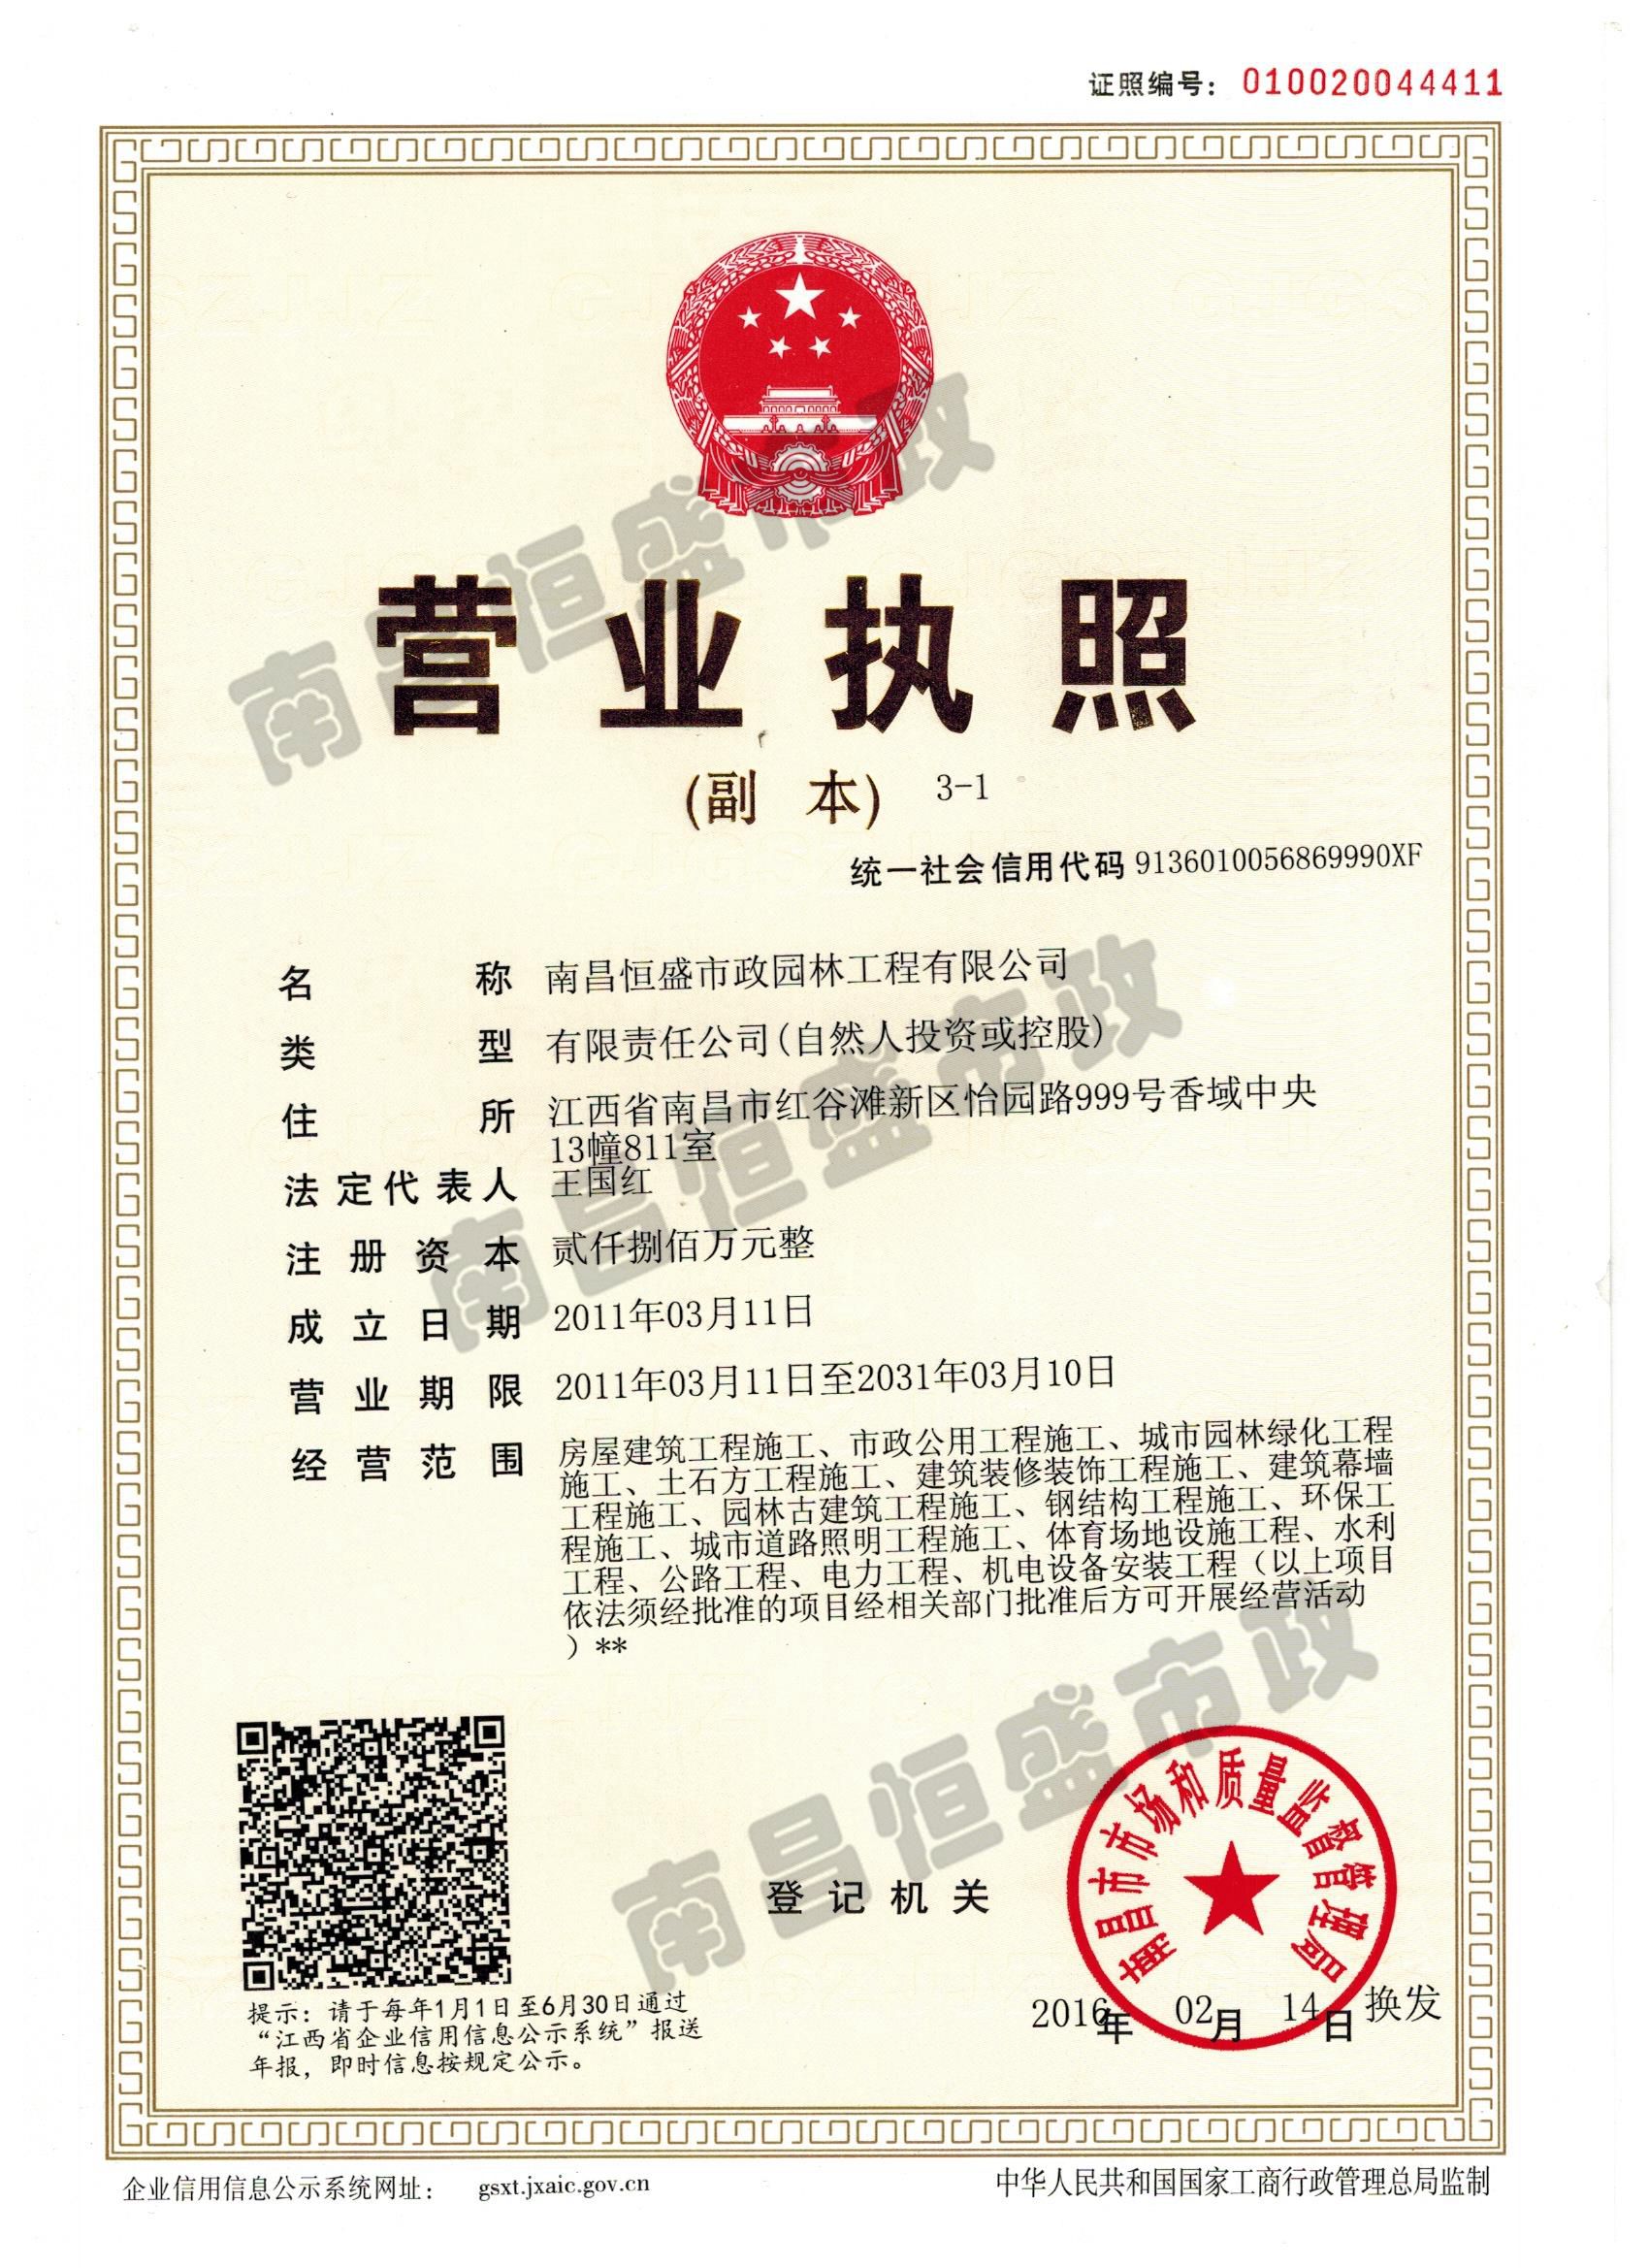 证照编号：010020044411
营业执照
(副 本) 3-1
统一社会信用代码 9136010056869990XF
名 称 南昌恒盛市政园林工程有限公司
类 型 有限责任公司(自然人投资或控股)
住 所 江西省南昌市红谷滩新区怡园路999号香域中央
13幢811室
法定代表人 王国红
注册资本 贰仟捌佰万元整
成立日期 2011年03月11日
营业期限 2011年03月11日至2031年03月10日
经营范围 房屋建筑工程施工、市政公用工程施工、城市园林绿化工程
施工、土石方工程施工、建筑装修装饰工程施工、建筑幕墙
工程施工、园林古建筑工程施工、钢结构工程施工、环保工
程施工、城市道路照明工程施工、体育场地设施工程、水利
工程、公路工程、电力工程、机电设备安装工程（以上项目
依法须经批准的项目经相关部门批准后方可开展经营活动
）**
南昌恒盛市政
南昌恒盛市政
南昌恒盛市政
登记机关
南昌市市场和质量监督管理局
2016年 02月 14日 换发
提示：请于每年1月1日至6月30日通过
“江西省企业信用信息公示系统”报送
年报，即时信息按规定公示。
企业信用信息公示系统网址： gsxt.jxaic.gov.cn
中华人民共和国国家工商行政管理总局监制